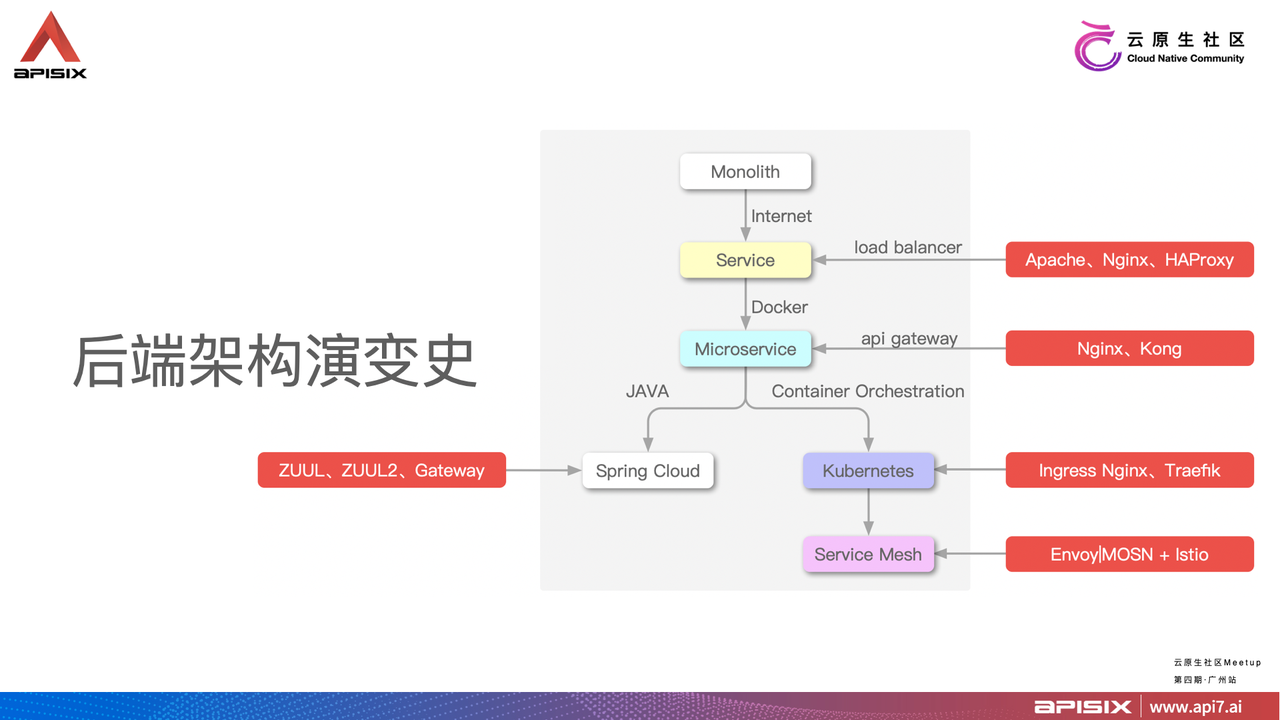 APISIX
云原生社区
Cloud Native Community
后端架构演变史
Monolith
Internet
Service
load balancer
Apache、Nginx、HAProxy
Docker
Microservice
api gateway
Nginx、Kong
JAVA
Container Orchestration
ZUUL、ZUUL2、Gateway
Spring Cloud
Kubernetes
Ingress Nginx、Traefik
Service Mesh
Envoy|MOSN + Istio
云原生社区Meetup
第四期·广州站
APISIX | www.api7.ai